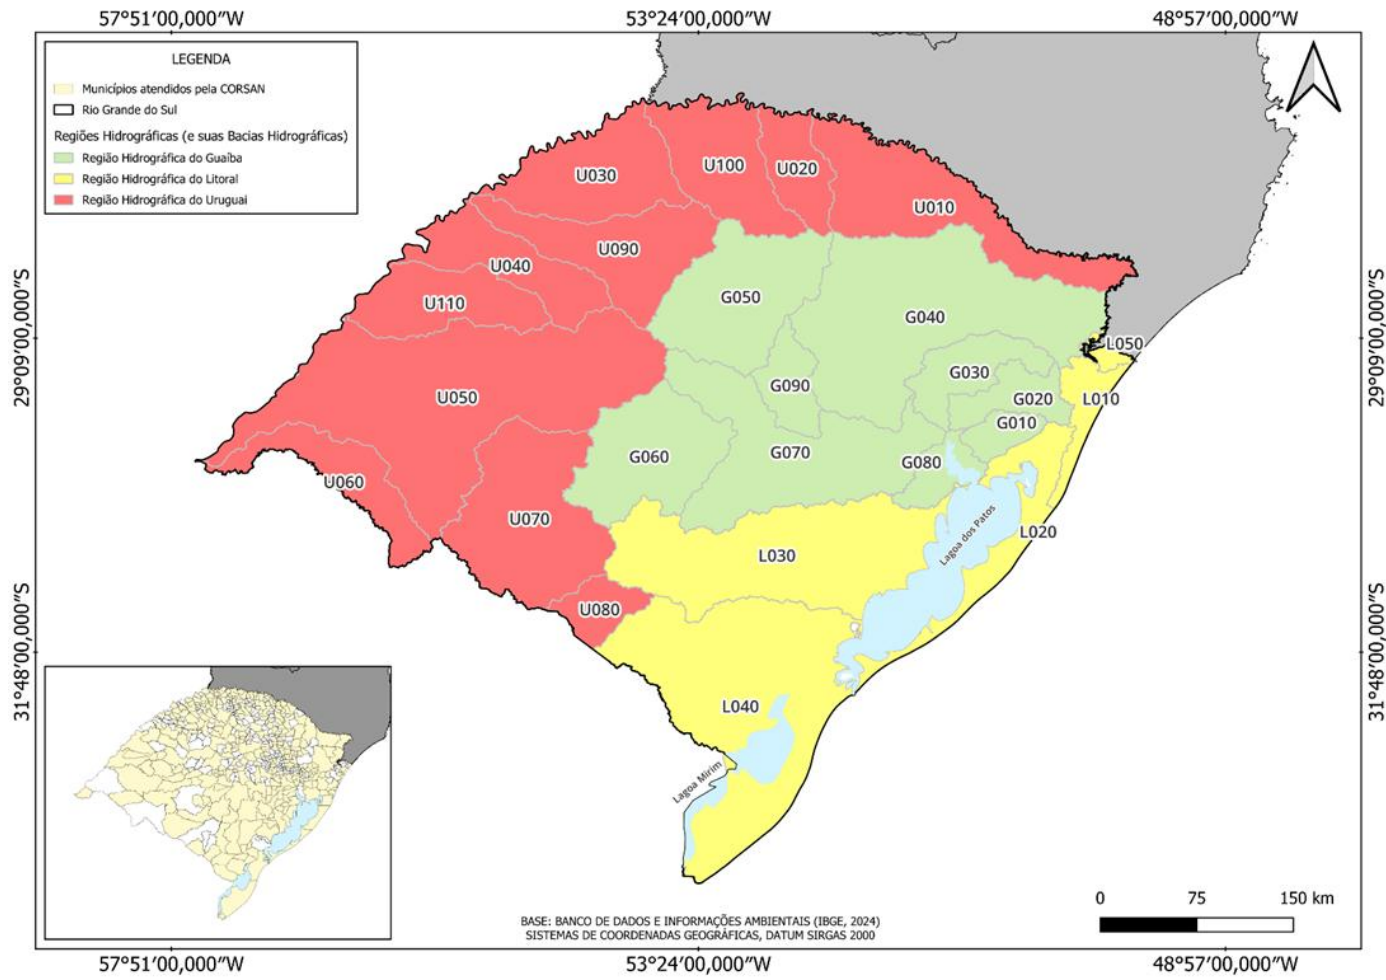 57°51′00,000″W
53°24′00,000″W
48°57′00,000″W
LEGENDA
Municípios atendidos pela CORSAN
Rio Grande do Sul
Regiões Hidrográficas (e suas Bacias Hidrográficas)
Região Hidrográfica do Guaíba
Região Hidrográfica do Litoral
Região Hidrográfica do Uruguai
U030
U100
U020
U010
U090
U040
U110
G050
G040
29°09′00,000″S
29°09′00,000″S
L050
G030
G090
G020
L010
U050
G010
G060
G070
G080
U060
U070
L030
Lagoa dos Patos
L020
U080
31°48′00,000″S
31°48′00,000″S
L040
Lagoa Mirim
0 75 150 km
BASE: BANCO DE DADOS E INFORMAÇÕES AMBIENTAIS (IBGE, 2024)
SISTEMAS DE COORDENADAS GEOGRÁFICAS, DATUM SIRGAS 2000
57°51′00,000″W
53°24′00,000″W
48°57′00,000″W